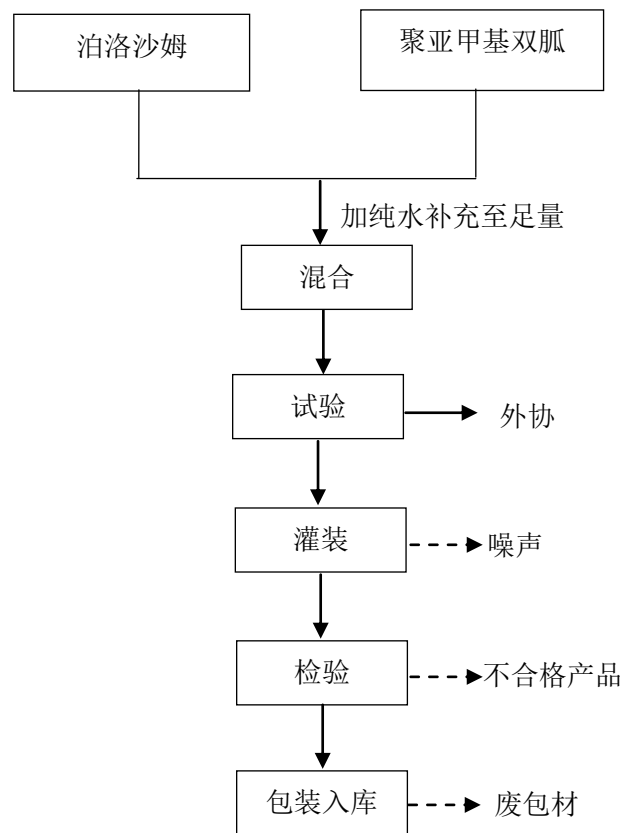 泊洛沙姆
聚亚甲基双胍
加纯水补充至足量
混合
试验
外协
灌装
噪声
检验
不合格产品
包装入库
废包材